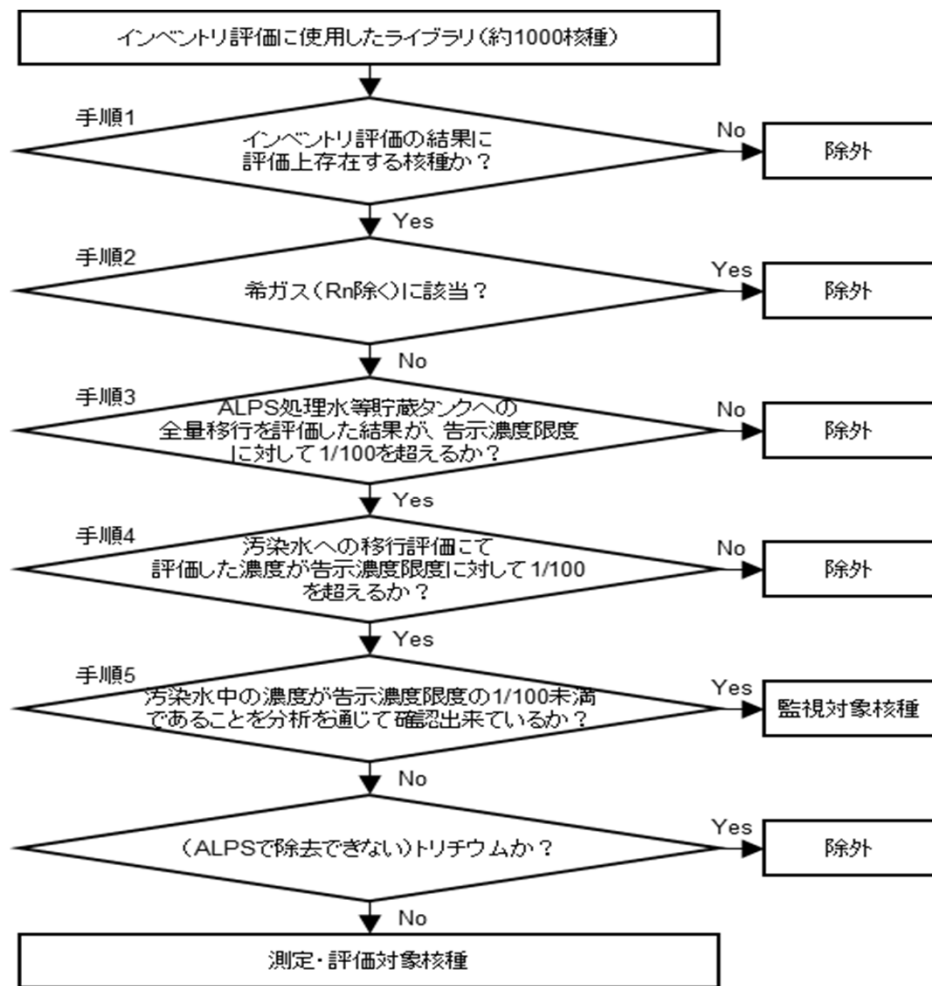 インベントリ評価に使用したライブラリ(約1000核種)
手順1
インベントリ評価の結果に
評価上存在する核種か?
No
除外
Yes
手順2
希ガス(Rn除く)に該当?
Yes
除外
No
手順3
ALPS処理水等貯蔵タンクへの
全量移行を評価した結果が、告示濃度限度
に対して1/100を超えるか?
No
除外
Yes
手順4
汚染水への移行評価にて
評価した濃度が告示濃度限度に対して1/100
を超えるか?
No
除外
Yes
手順5
汚染水中の濃度が告示濃度限度の1/100未満
であることを分析を通じて確認出来ているか?
Yes
監視対象核種
No
(ALPSで除去できない)トリチウムか?
Yes
除外
No
測定・評価対象核種